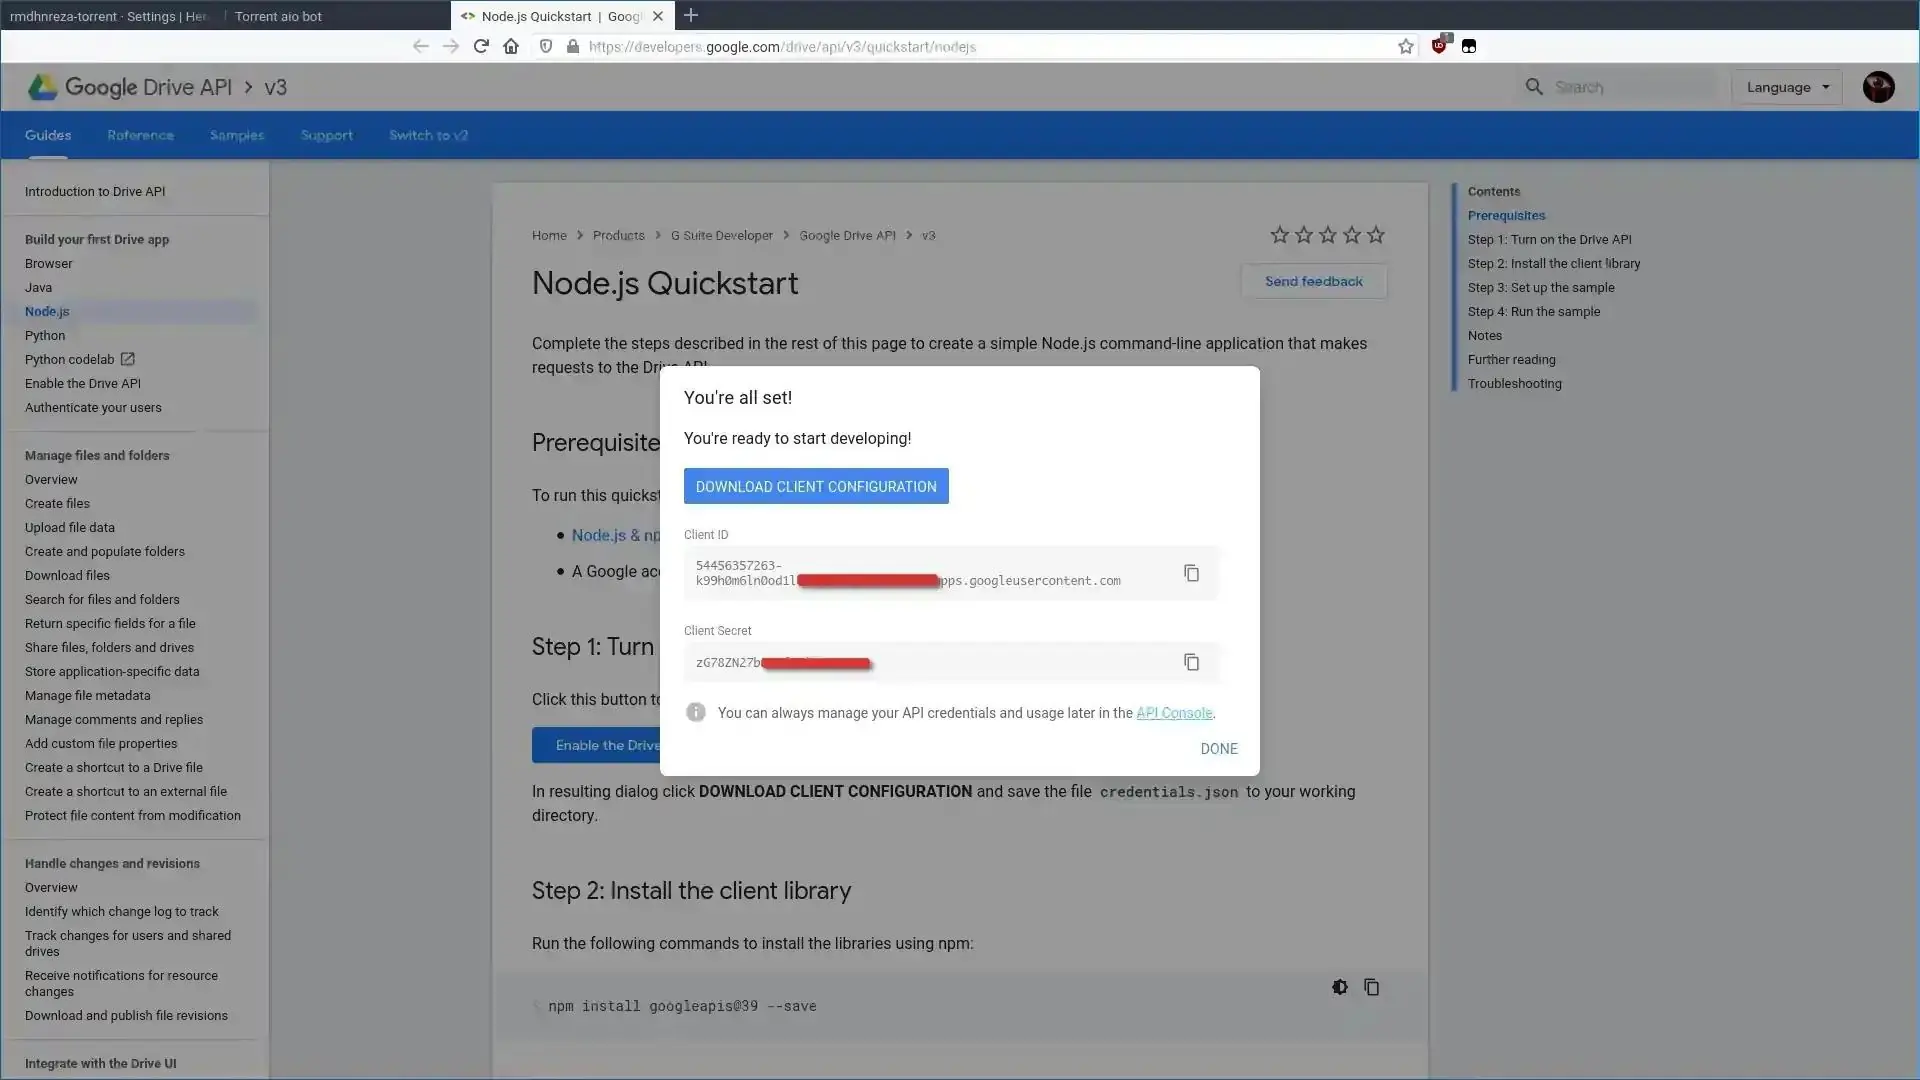 rmdhnreza-torrent · Settings | Her
Torrent aio bot
Node.js Quickstart | Goog
https://developers.google.com/drive/api/v3/quickstart/nodejs
Google Drive API > v3
Search
Language
Guides
Reference
Samples
Support
Switch to v2
Introduction to Drive API
Build your first Drive app
Browser
Java
Node.js
Python
Python codelab
Enable the Drive API
Authenticate your users
Manage files and folders
Overview
Create files
Upload file data
Create and populate folders
Download files
Search for files and folders
Return specific fields for a file
Share files, folders and drives
Store application-specific data
Manage file metadata
Manage comments and replies
Add custom file properties
Create a shortcut to a Drive file
Create a shortcut to an external file
Protect file content from modification
Handle changes and revisions
Overview
Identify which change log to track
Track changes for users and shared
drives
Receive notifications for resource
changes
Download and publish file revisions
Integrate with the Drive UI
Home > Products > G Suite Developer > Google Drive API > v3
Node.js Quickstart
Send feedback
Complete the steps described in the rest of this page to create a simple Node.js command-line application that makes
requests to the Drive API.
Prerequisite
To run this quickst
Node.js & np
A Google acc
Step 1: Turn
Click this button to
Enable the Drive
You're all set!
You're ready to start developing!
DOWNLOAD CLIENT CONFIGURATION
Client ID
54456357263-
k99h0m6ln0od1l pps.googleusercontent.com
Client Secret
zG78ZN27b
You can always manage your API credentials and usage later in the API Console.
DONE
In resulting dialog click DOWNLOAD CLIENT CONFIGURATION and save the file credentials.json to your working
directory.
Step 2: Install the client library
Run the following commands to install the libraries using npm:
npm install googleapis@39 --save
Contents
Prerequisites
Step 1: Turn on the Drive API
Step 2: Install the client library
Step 3: Set up the sample
Step 4: Run the sample
Notes
Further reading
Troubleshooting